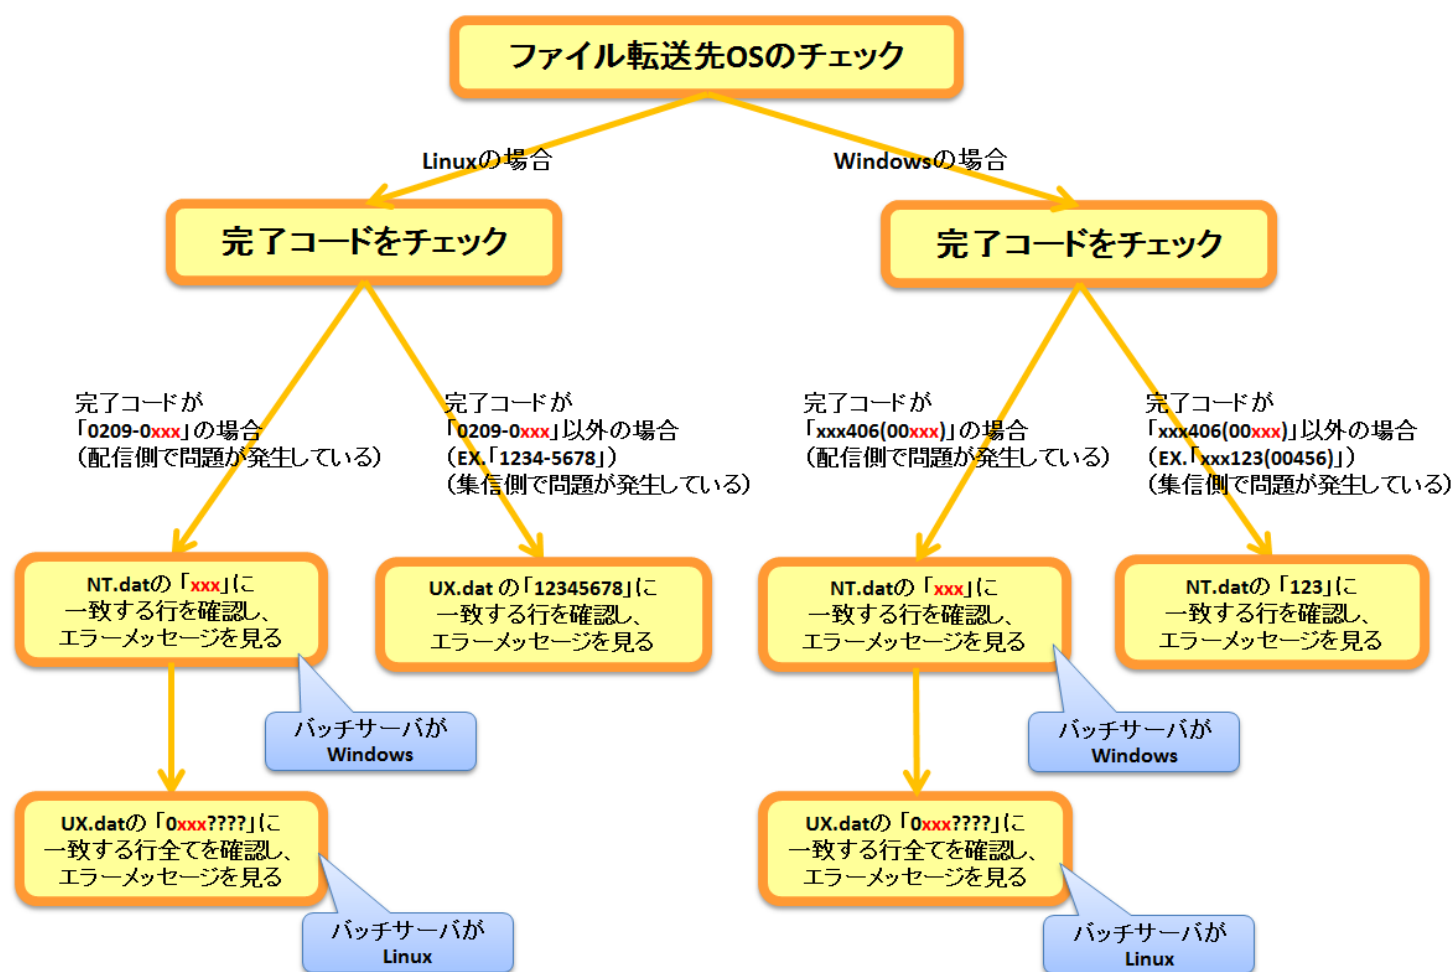 ファイル転送先OSのチェック
Linuxの場合
Windowsの場合
完了コードをチェック
完了コードをチェック
完了コードが
「0209-0xxx」の場合
（配信側で問題が発生している）
完了コードが
「0209-0xxx」以外の場合
（EX.「1234-5678」）
（集信側で問題が発生している）
完了コードが
「xxx406(00xxx)」の場合
（配信側で問題が発生している）
完了コードが
「xxx406(00xxx)」以外の場合
（EX.「xxx123(00456)」）
（集信側で問題が発生している）
NT.datの「xxx」に
一致する行を確認し、
エラーメッセージを見る
UX.dat の「12345678」に
一致する行を確認し、
エラーメッセージを見る
NT.datの「xxx」に
一致する行を確認し、
エラーメッセージを見る
NT.datの「123」に
一致する行を確認し、
エラーメッセージを見る
バッチサーバが
Windows
バッチサーバが
Windows
UX.datの「0xxx????」に
一致する行全てを確認し、
エラーメッセージを見る
UX.datの「0xxx????」に
一致する行全てを確認し、
エラーメッセージを見る
バッチサーバが
Linux
バッチサーバが
Linux